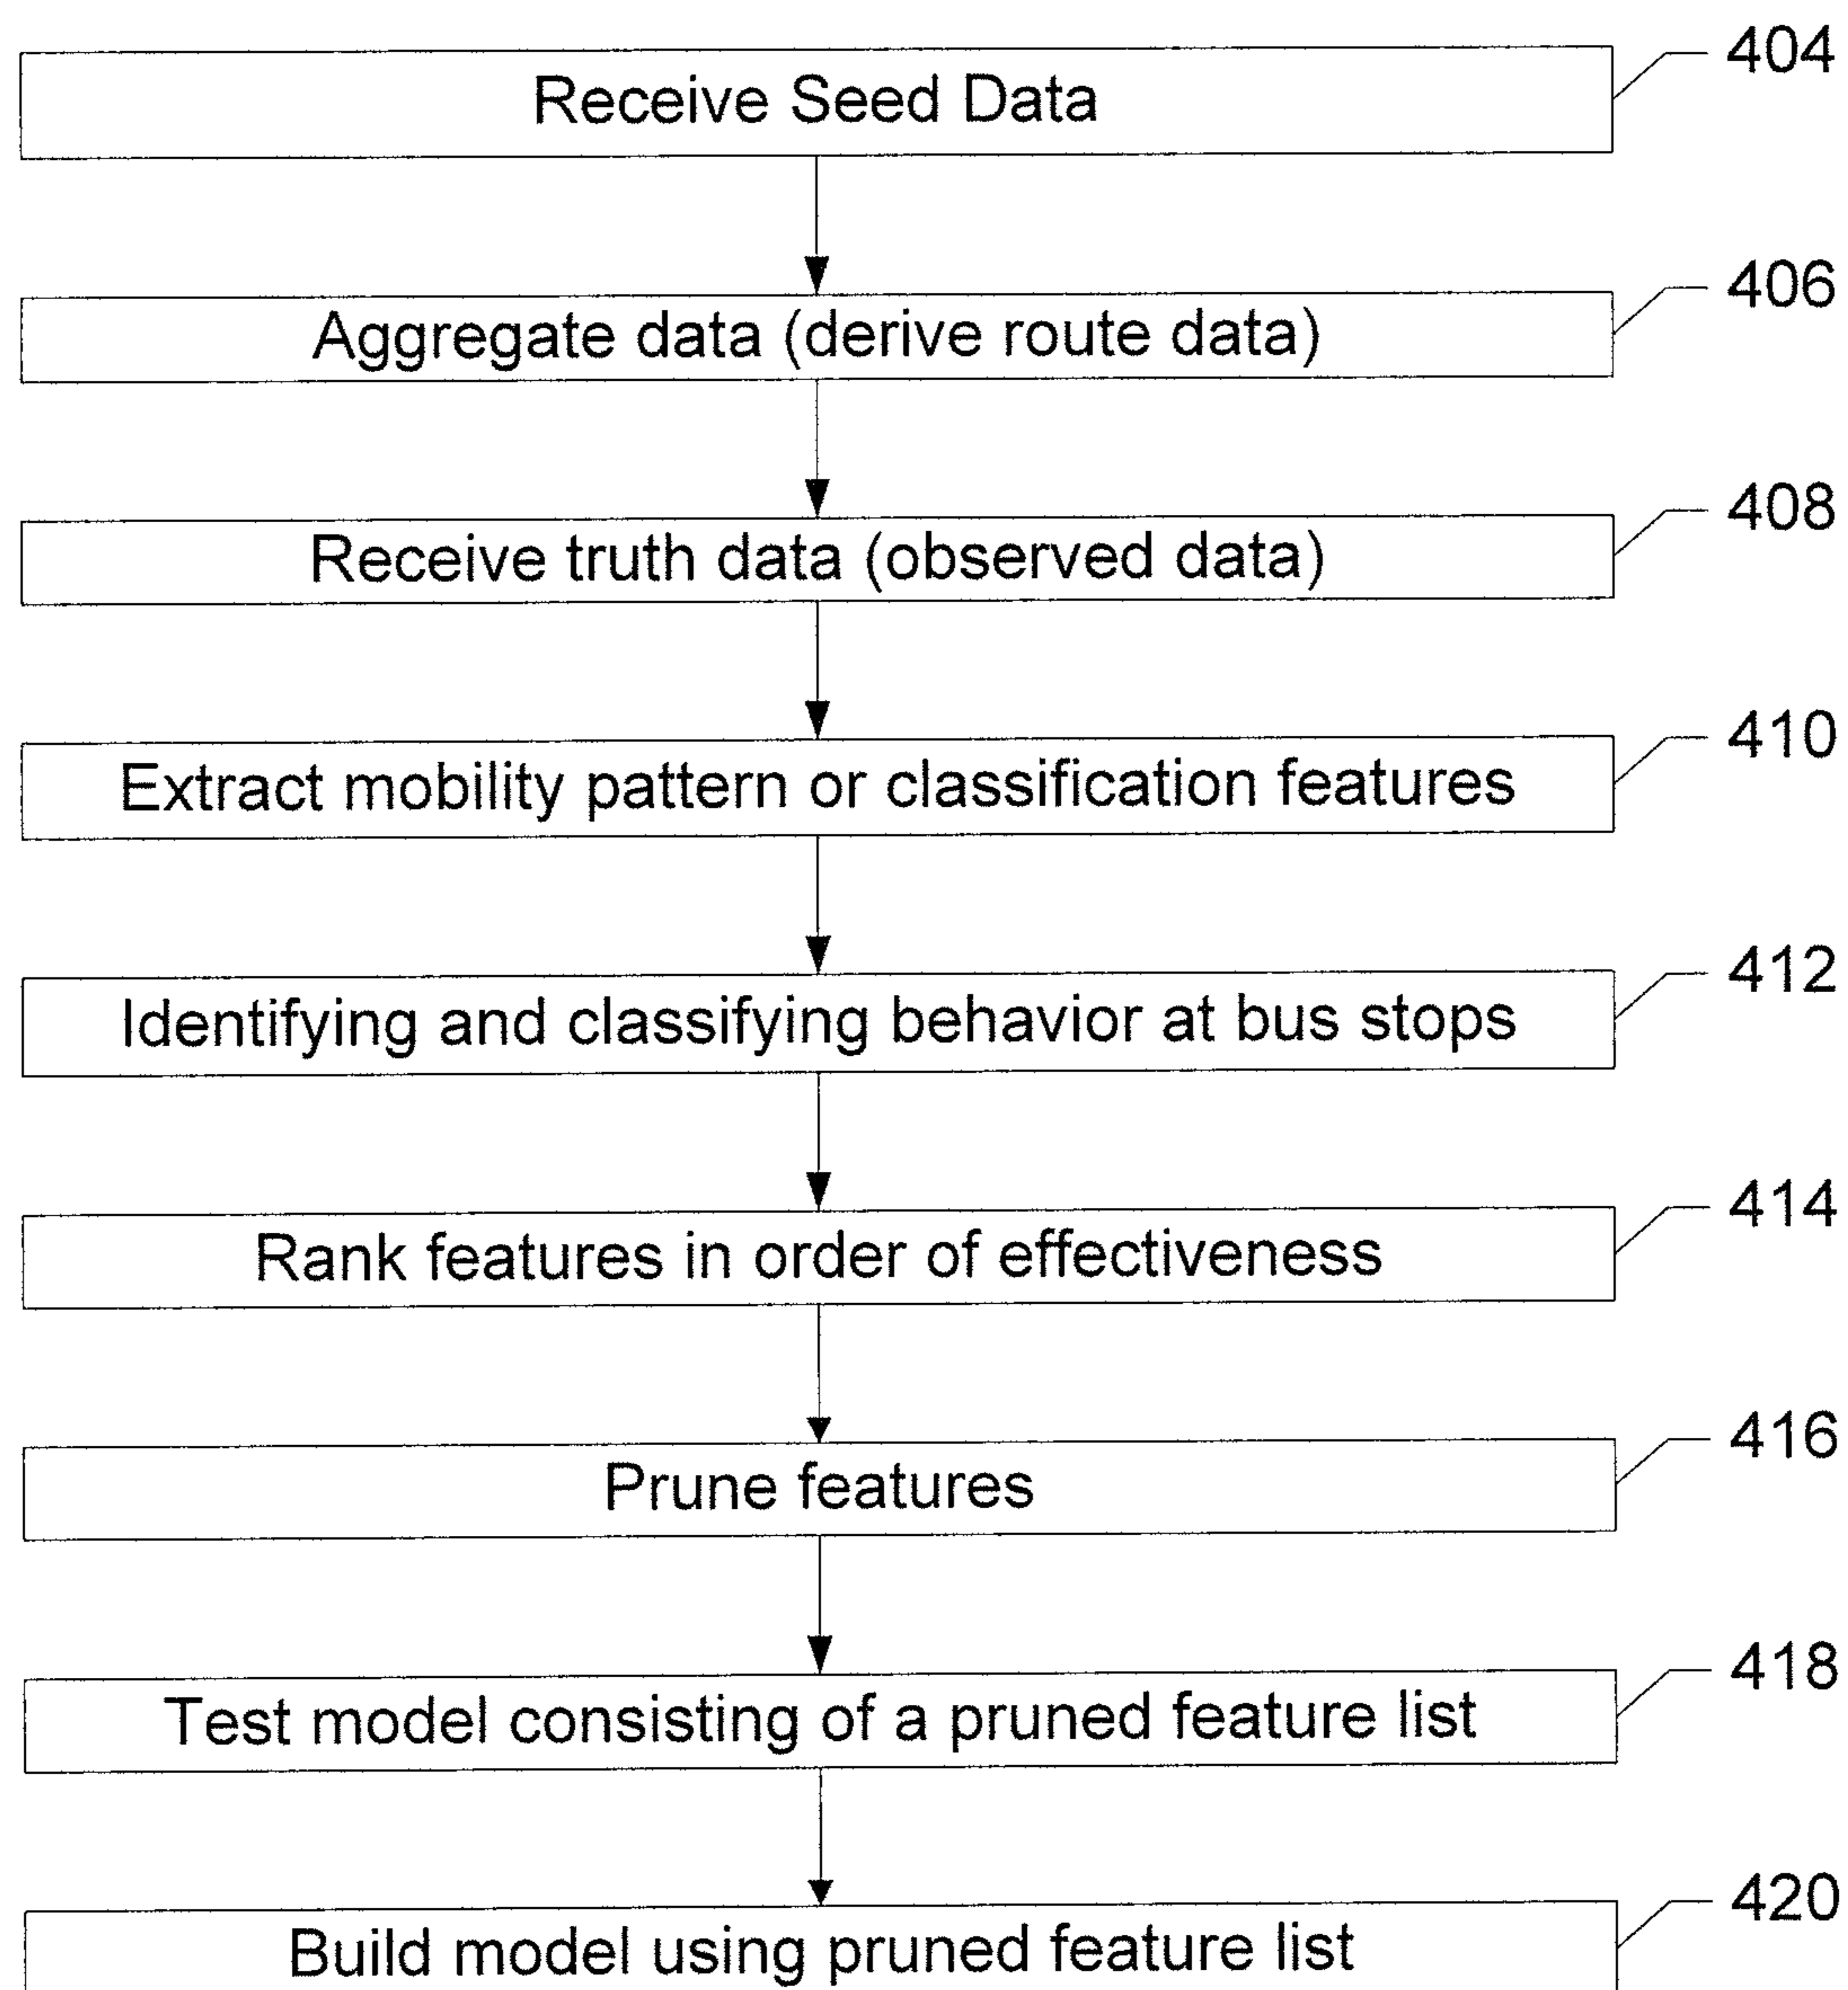 Receive Seed Data
404
Aggregate data (derive route data)
406
Receive truth data (observed data)
408
Extract mobility pattern or classification features
410
Identifying and classifying behavior at bus stops
412
Rank features in order of effectiveness
414
Prune features
416
Test model consisting of a pruned feature list
418
Build model using pruned feature list
420